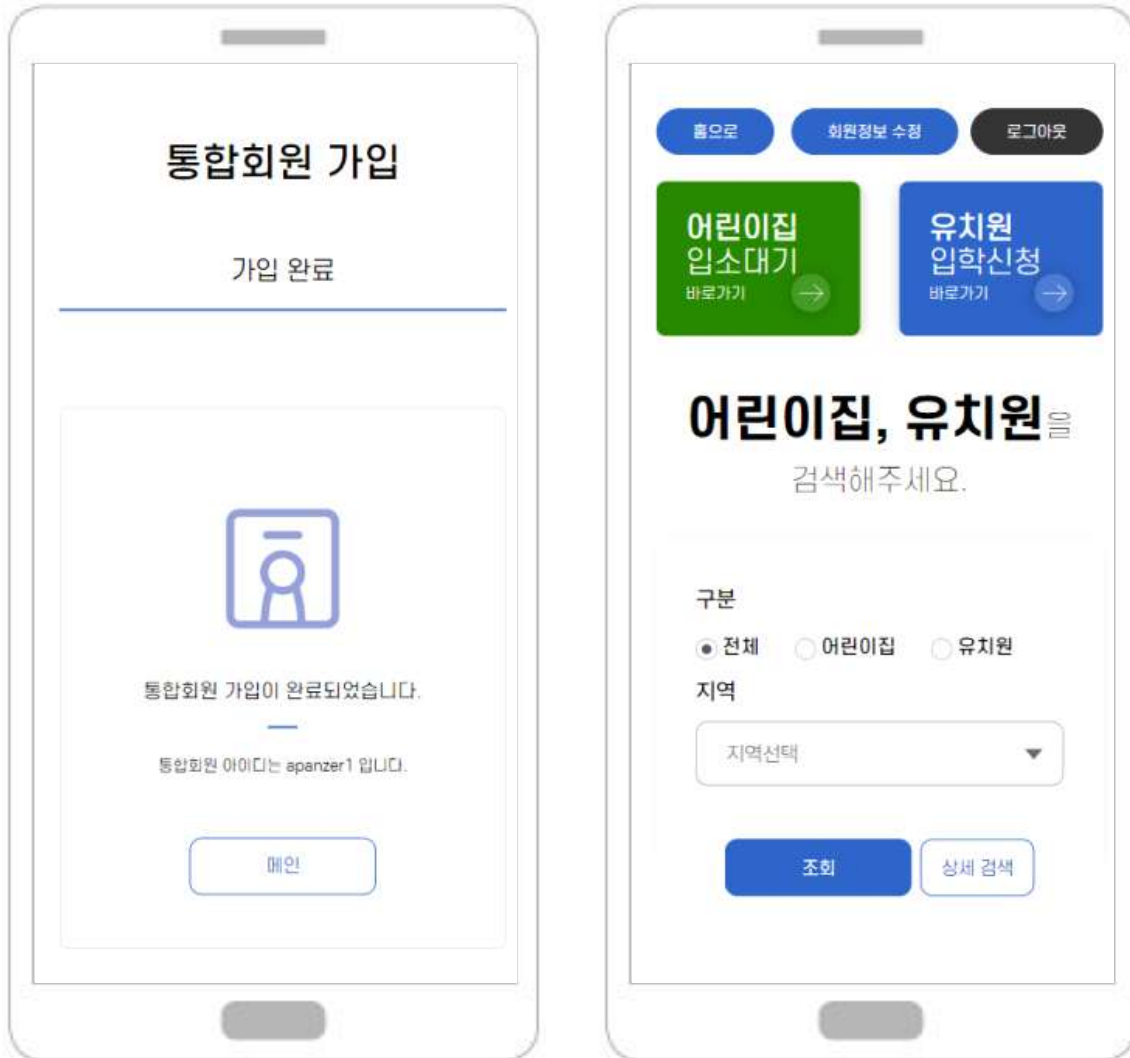 통합회원 가입
가입 완료
통합회원 가입이 완료되었습니다.
통합회원 아이디는 apanzer1 입니다.
메인
홈으로
회원정보 수정
로그아웃
어린이집
입소대기
바로가기
유치원
입학신청
바로가기
어린이집, 유치원을
검색해주세요.
구분
전체 어린이집 유치원
지역
지역선택
조회
상세 검색